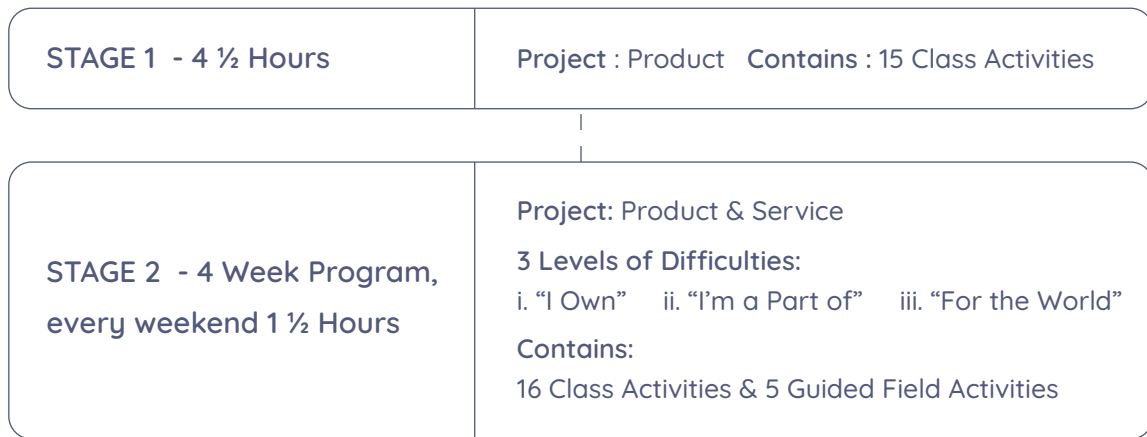 STAGE 1 - 4 ½ Hours
Project : Product Contains : 15 Class Activities
STAGE 2 - 4 Week Program,
every weekend 1 ½ Hours
Project: Product & Service
3 Levels of Difficulties:
i. “I Own” ii. “I’m a Part of” iii. “For the World”
Contains:
16 Class Activities & 5 Guided Field Activities